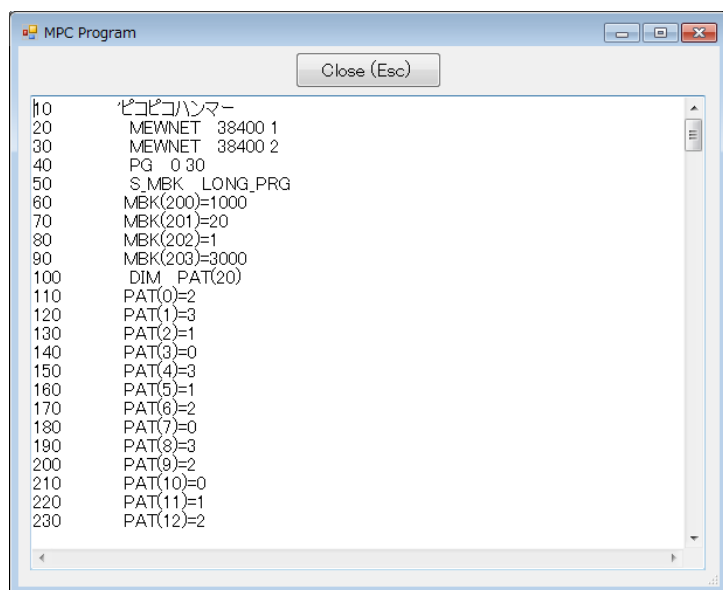 MPC Program
Close (Esc)
10 'ピコピコハンマー
20 MEWNET 38400 1
30 MEWNET 38400 2
40 PG 0 30
50 S_MBK LONG_PRG
60 MBK(200)=1000
70 MBK(201)=20
80 MBK(202)=1
90 MBK(203)=3000
100 DIM PAT(20)
110 PAT(0)=2
120 PAT(1)=3
130 PAT(2)=1
140 PAT(3)=0
150 PAT(4)=3
160 PAT(5)=1
170 PAT(6)=2
180 PAT(7)=0
190 PAT(8)=3
200 PAT(9)=2
210 PAT(10)=0
220 PAT(11)=1
230 PAT(12)=2